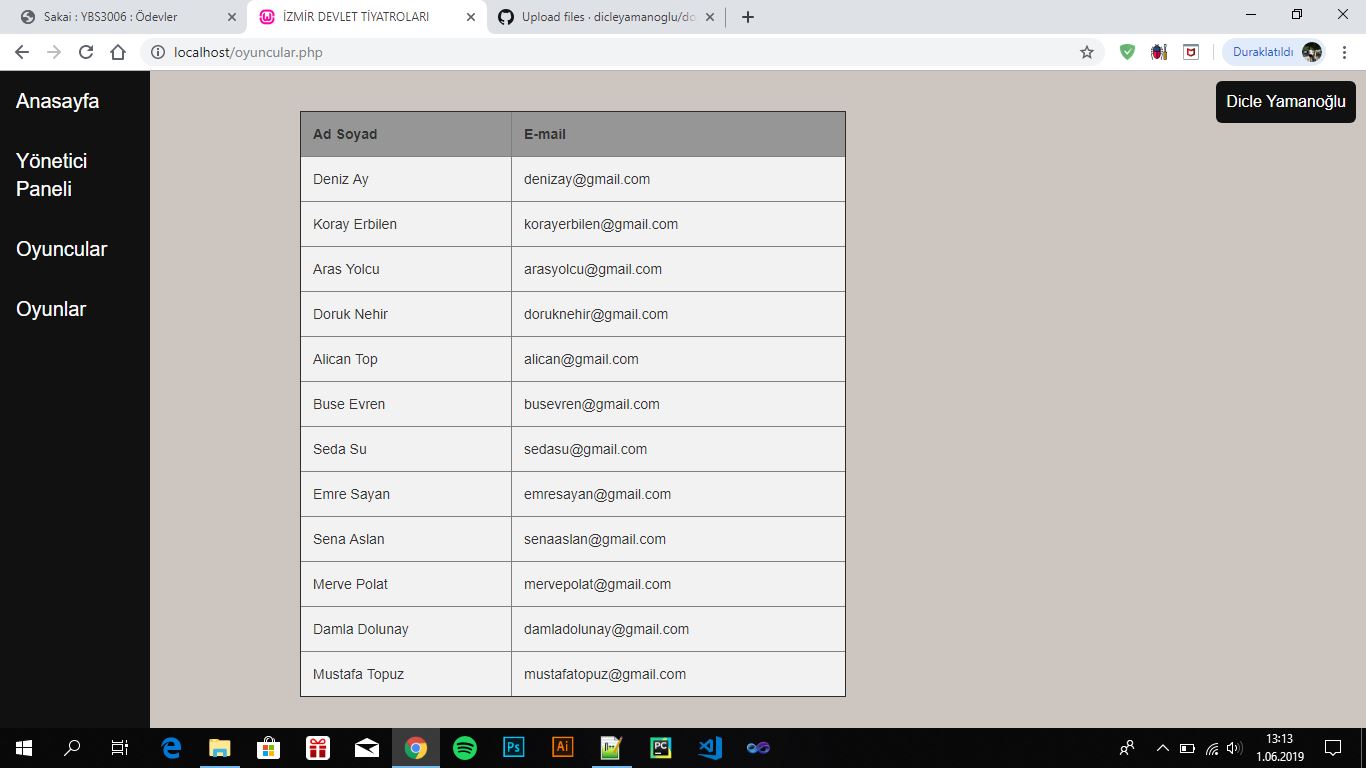 Sakai : YBS3006 : Ödevler
İZMİR DEVLET TİYATROLARI
Upload files · dicleyamanoglu/do
localhost/oyuncular.php
Duraklatıldı
Anasayfa
Yönetici
Paneli
Oyuncular
Oyunlar
Dicle Yamanoğlu
Ad Soyad E-mail
Deniz Ay denizay@gmail.com
Koray Erbilen korayerbilen@gmail.com
Aras Yolcu arasyolcu@gmail.com
Doruk Nehir doruknehir@gmail.com
Alican Top alican@gmail.com
Buse Evren busevren@gmail.com
Seda Su sedasu@gmail.com
Emre Sayan emresayan@gmail.com
Sena Aslan senaaslan@gmail.com
Merve Polat mervepolat@gmail.com
Damla Dolunay damladolunay@gmail.com
Mustafa Topuz mustafatopuz@gmail.com
Ps
Ai
PC
13:13
1.06.2019